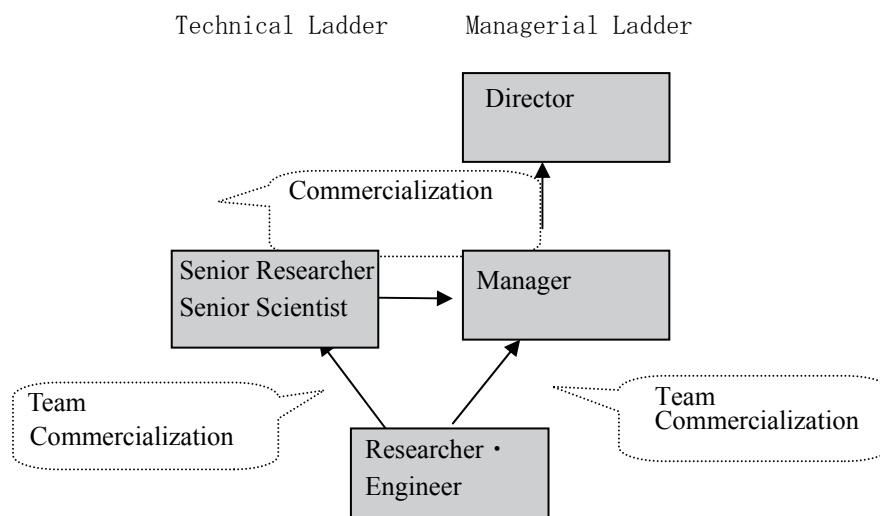 Technical Ladder
Managerial Ladder
Director
Commercialization
Senior Researcher
Senior Scientist
Manager
Team
Commercialization
Team
Commercialization
Researcher・
Engineer